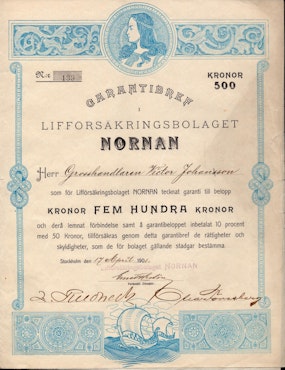 N:r 139
KRONOR
500
GARANTIBREF
i
LIFFÖRSÄKRINGSBOLAGET
NORNAN
Herr Grosshandlaren Victor Johansson
som för Lifförsäkringsbolaget NORNAN tecknat garanti till belopp
KRONOR FEM HUNDRA KRONOR
och derå lemnat förbindelse samt å garantibeloppet inbetalat 10 procent
med 50 Kronor, tillförsäkras genom detta garantibref de rättigheter och
skyldigheter, som de för bolaget gällande stadgar bestämma.
Stockholm den 17 April 1901.
NORNAN